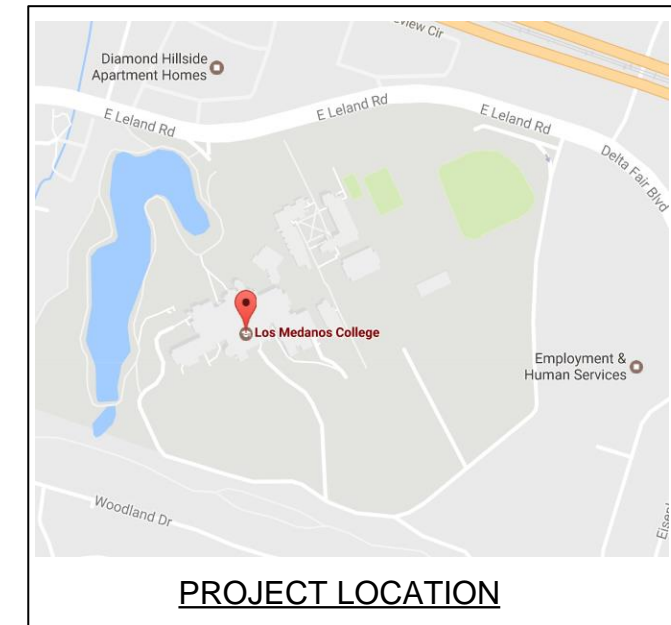 Diamond Hillside
Apartment Homes
E Leland Rd
E Leland Rd
E Leland Rd
Delta Fair Blvd
Los Medanos College
Employment &
Human Services
Woodland Dr
PROJECT LOCATION